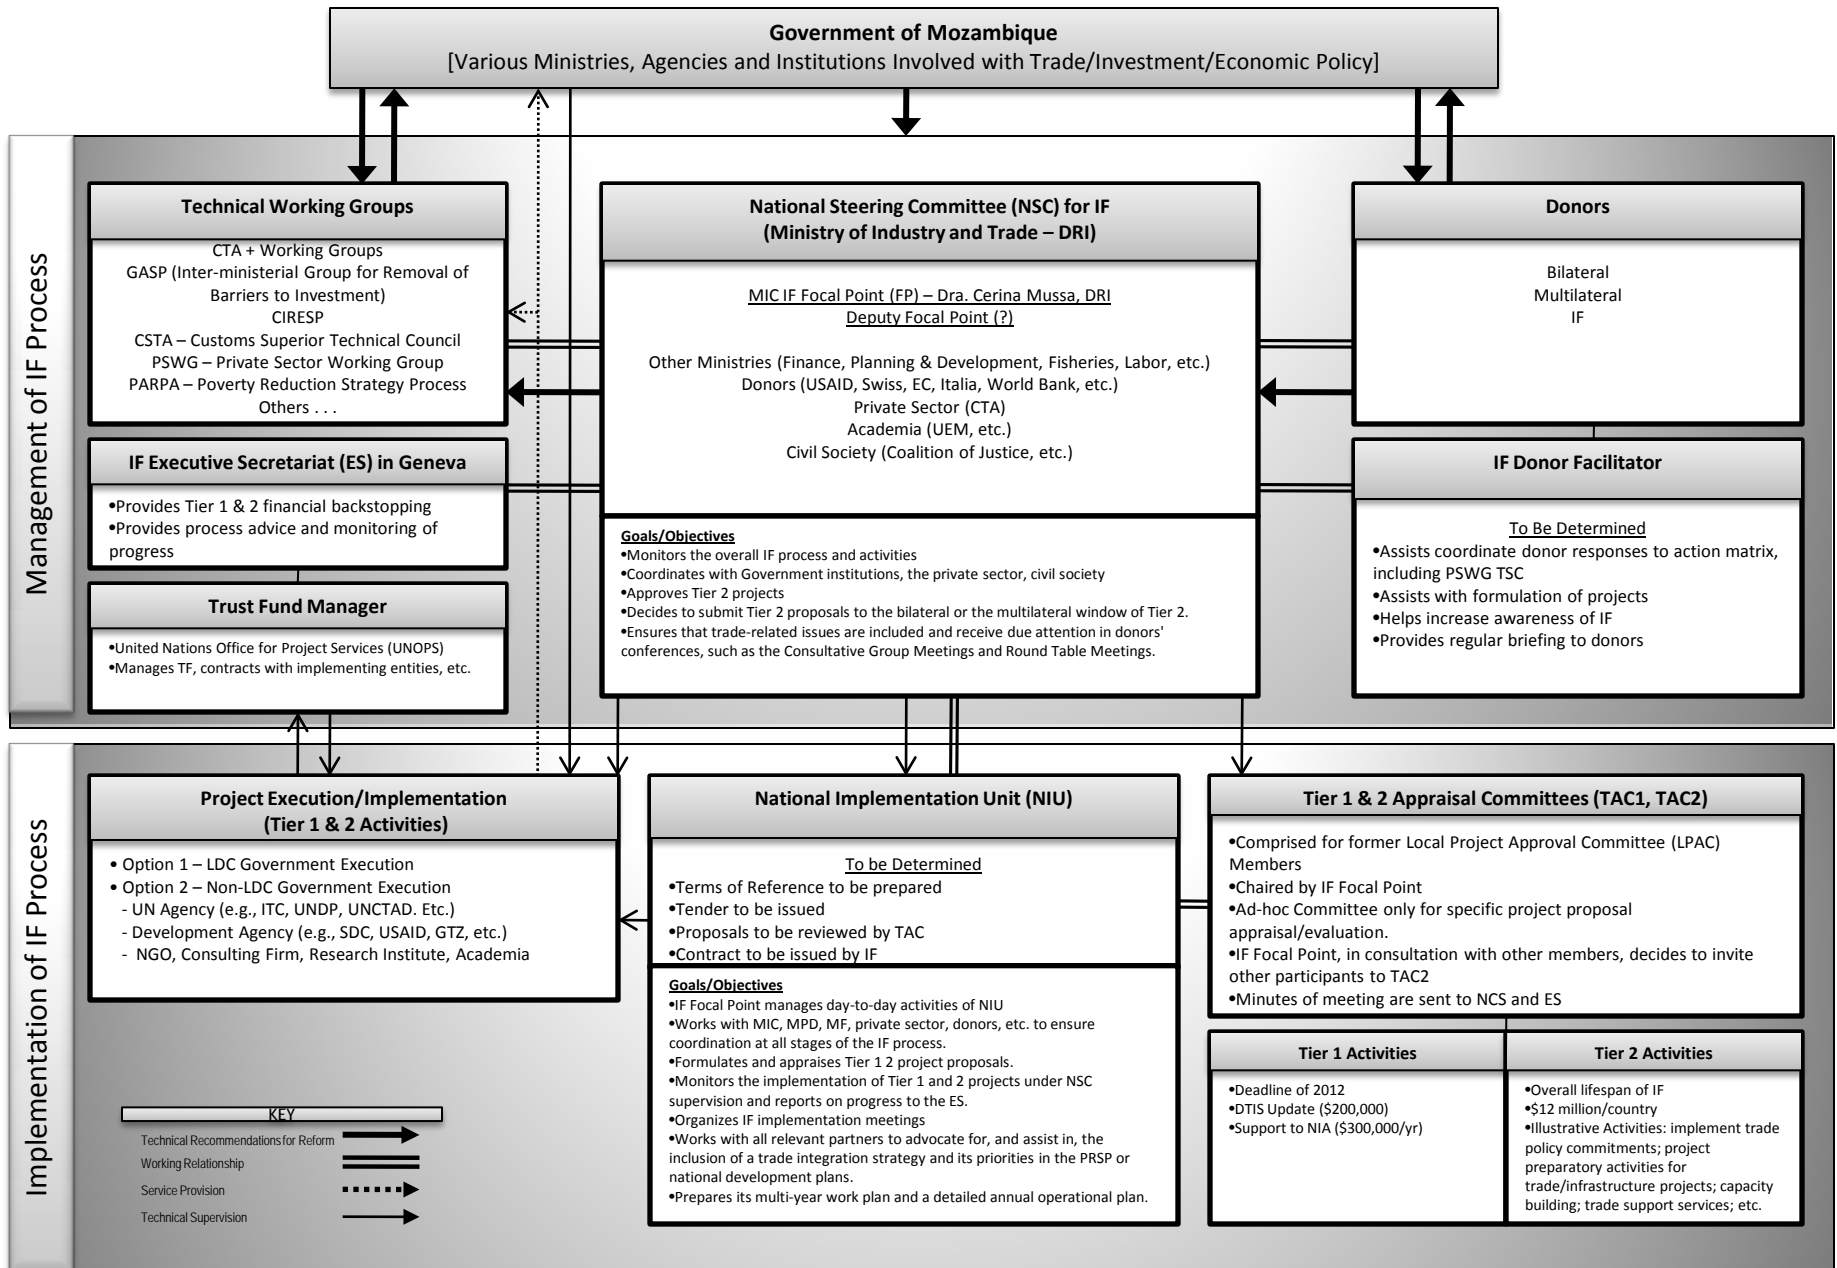 Government of Mozambique
[Various Ministries, Agencies and Institutions Involved with Trade/Investment/Economic Policy]
Management of IF Process
Technical Working Groups
CTA + Working Groups
GASP (Inter-ministerial Group for Removal of
Barriers to Investment)
CIRESP
CSTA – Customs Superior Technical Council
PSWG – Private Sector Working Group
PARPA – Poverty Reduction Strategy Process
Others . . .
IF Executive Secretariat (ES) in Geneva
•Provides Tier 1 & 2 financial backstopping
•Provides process advice and monitoring of
progress
Trust Fund Manager
•United Nations Office for Project Services (UNOPS)
•Manages TF, contracts with implementing entities, etc.
National Steering Committee (NSC) for IF
(Ministry of Industry and Trade – DRI)
MIC IF Focal Point (FP) – Dra. Cerina Mussa, DRI
Deputy Focal Point (?)
Other Ministries (Finance, Planning & Development, Fisheries, Labor, etc.)
Donors (USAID, Swiss, EC, Italia, World Bank, etc.)
Private Sector (CTA)
Academia (UEM, etc.)
Civil Society (Coalition of Justice, etc.)
Goals/Objectives
•Monitors the overall IF process and activities
•Coordinates with Government institutions, the private sector, civil society
•Approves Tier 2 projects
•Decides to submit Tier 2 proposals to the bilateral or the multilateral window of Tier 2.
•Ensures that trade-related issues are included and receive due attention in donors'
conferences, such as the Consultative Group Meetings and Round Table Meetings.
Donors
Bilateral
Multilateral
IF
IF Donor Facilitator
To Be Determined
•Assists coordinate donor responses to action matrix,
including PSWG TSC
•Assists with formulation of projects
•Helps increase awareness of IF
•Provides regular briefing to donors
Implementation of IF Process
Project Execution/Implementation
(Tier 1 & 2 Activities)
• Option 1 – LDC Government Execution
• Option 2 – Non-LDC Government Execution
- UN Agency (e.g., ITC, UNDP, UNCTAD. Etc.)
- Development Agency (e.g., SDC, USAID, GTZ, etc.)
- NGO, Consulting Firm, Research Institute, Academia
KEY
Technical Recommendations for Reform
Working Relationship
Service Provision
Technical Supervision
National Implementation Unit (NIU)
To be Determined
•Terms of Reference to be prepared
•Tender to be issued
•Proposals to be reviewed by TAC
•Contract to be issued by IF
Goals/Objectives
•IF Focal Point manages day-to-day activities of NIU
•Works with MIC, MPD, MF, private sector, donors, etc. to ensure
coordination at all stages of the IF process.
•Formulates and appraises Tier 1 2 project proposals.
•Monitors the implementation of Tier 1 and 2 projects under NSC
supervision and reports on progress to the ES.
•Organizes IF implementation meetings
•Works with all relevant partners to advocate for, and assist in, the
inclusion of a trade integration strategy and its priorities in the PRSP or
national development plans.
•Prepares its multi-year work plan and a detailed annual operational plan.
Tier 1 & 2 Appraisal Committees (TAC1, TAC2)
•Comprised for former Local Project Approval Committee (LPAC)
Members
•Chaired by IF Focal Point
•Ad-hoc Committee only for specific project proposal
appraisal/evaluation.
•IF Focal Point, in consultation with other members, decides to invite
other participants to TAC2
•Minutes of meeting are sent to NCS and ES
Tier 1 Activities
•Deadline of 2012
•DTIS Update ($200,000)
•Support to NIA ($300,000/yr)
Tier 2 Activities
•Overall lifespan of IF
•$12 million/country
•Illustrative Activities: implement trade
policy commitments; project
preparatory activities for
trade/infrastructure projects; capacity
building; trade support services; etc.